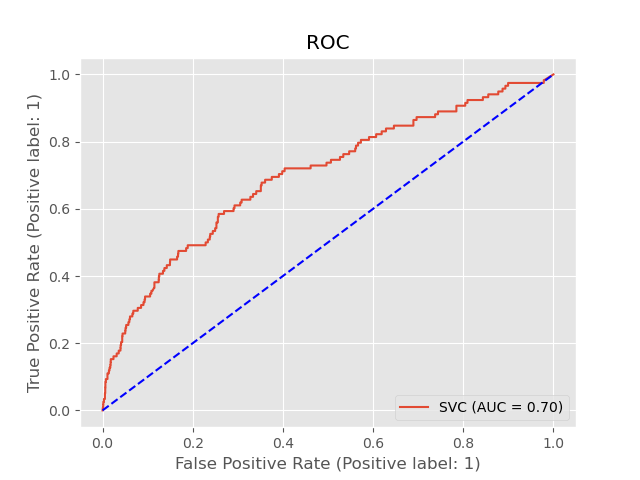 ROC
True Positive Rate (Positive label: 1)
1.0
0.8
0.6
0.4
0.2
0.0
0.0 0.2 0.4 0.6 0.8 1.0
False Positive Rate (Positive label: 1)
SVC (AUC = 0.70)